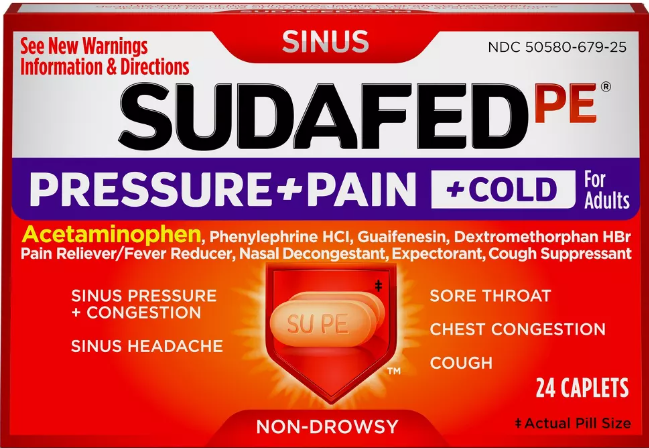 SUDAFED.COM
See New Warnings
Information & Directions
SINUS
NDC 50580-679-25
SUDAFED PE®
PRESSURE+PAIN +COLD For Adults
Acetaminophen, Phenylephrine HCl, Guaifenesin, Dextromethorphan HBr
Pain Reliever/Fever Reducer, Nasal Decongestant, Expectorant, Cough Suppressant
SINUS PRESSURE
+ CONGESTION
SINUS HEADACHE
‡
SU PE
TM
SORE THROAT
CHEST CONGESTION
COUGH
24 CAPLETS
‡Actual Pill Size
NON-DROWSY